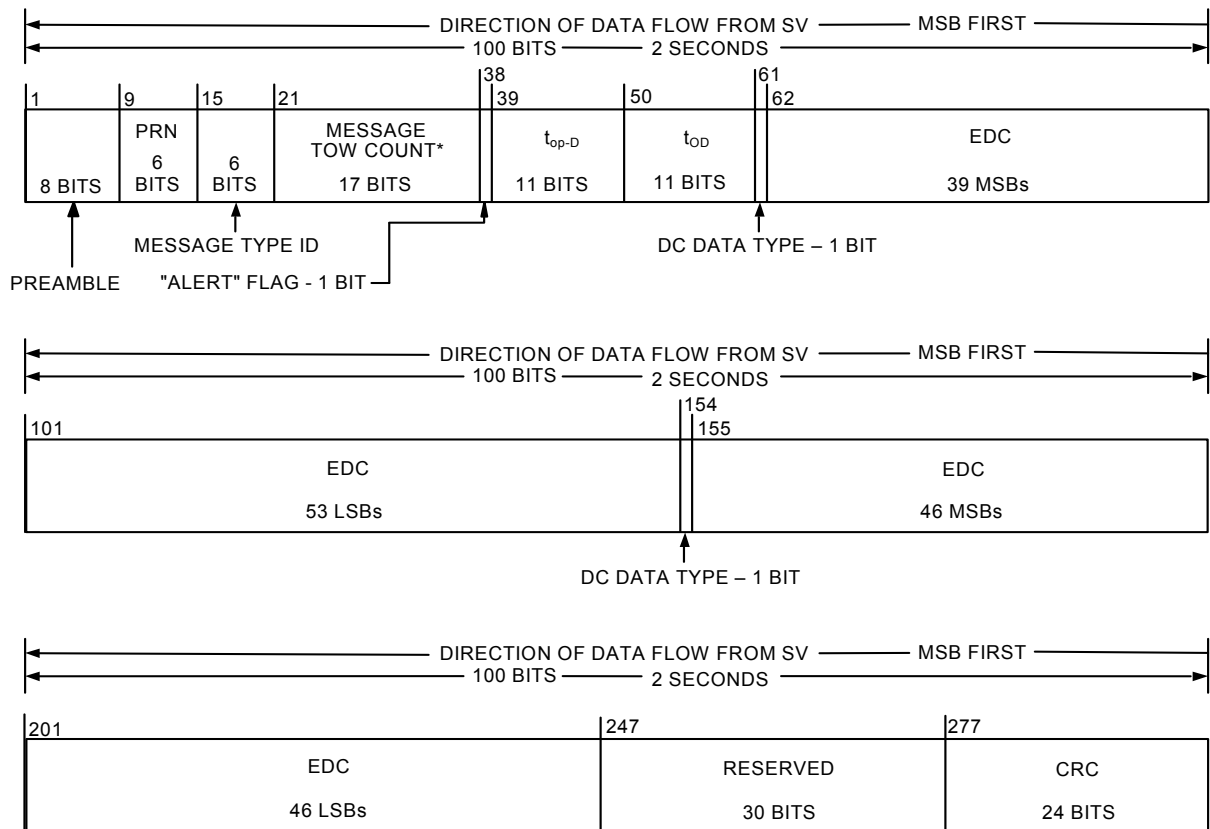 DIRECTION OF DATA FLOW FROM SV MSB FIRST
100 BITS 2 SECONDS
1 9 15 21 38 39 50 61 62
PRN MESSAGE t_op-D t_OD EDC
TOW COUNT*
6 6
8 BITS BITS BITS 17 BITS 11 BITS 11 BITS 39 MSBs
MESSAGE TYPE ID DC DATA TYPE – 1 BIT
PREAMBLE "ALERT" FLAG - 1 BIT
DIRECTION OF DATA FLOW FROM SV MSB FIRST
100 BITS 2 SECONDS
101 154 155
EDC EDC
53 LSBs 46 MSBs
DC DATA TYPE – 1 BIT
DIRECTION OF DATA FLOW FROM SV MSB FIRST
100 BITS 2 SECONDS
201 247 277
EDC RESERVED CRC
46 LSBs 30 BITS 24 BITS